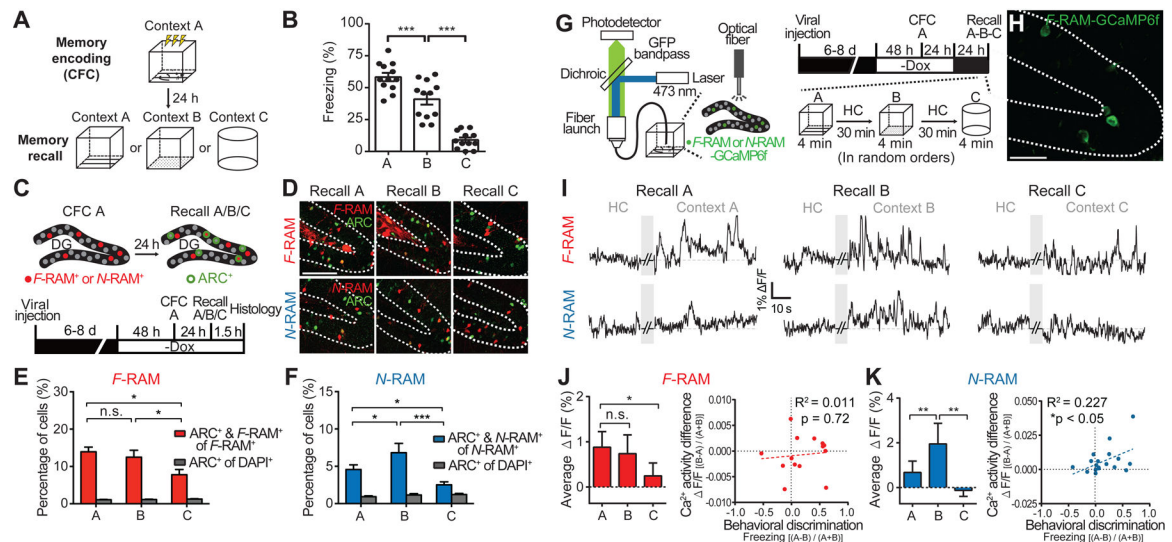 A
Context A
Memory
encoding
(CFC)
24 h
Context A Context B Context C
Memory
recall
or or
B
Freezing (%)
100
80
60
40
20
0
*** ***
A B C
C
CFC A Recall A/B/C
DG 24 h DG
F-RAM⁺ or N-RAM⁺ ARC⁺
Viral
injection
CFC
A
Recall
A/B/C
Histology
6-8 d 48 h 24 h 1.5 h
-Dox
D
Recall A Recall B Recall C
F-RAM
F-RAM
ARC
N-RAM
N-RAM
ARC
E
F-RAM
Percentage of cells (%)
30
20
10
0
*
n.s. *
ARC⁺ & F-RAM⁺
of F-RAM⁺
ARC⁺ of DAPI⁺
A B C
F
N-RAM
Percentage of cells (%)
15
10
5
0
*
* ***
ARC⁺ & N-RAM⁺
of N-RAM⁺
ARC⁺ of DAPI⁺
A B C
G
Photodetector
GFP
bandpass
Dichroic
Laser
473 nm
Fiber
launch
Optical
fiber
F-RAM or N-RAM
-GCaMP6f
Viral
injection
CFC
A
Recall
A-B-C
6-8 d 48 h 24 h 24 h
-Dox
A HC B HC C
30 min 30 min
4 min 4 min 4 min
(In random orders)
H
F-RAM-GCaMP6f
I
Recall A Recall B Recall C
HC Context A HC Context B HC Context C
F-RAM
N-RAM
1% ΔF/F
10 s
J
F-RAM
Average Δ F/F (%)
3
2
1
0
*
n.s.
A B C
Ca²⁺ activity difference
Δ F/F [(B-A) / (A+B)]
0.010
0.005
0.000
-0.005
-0.010
R² = 0.011
p = 0.72
-1.0 -0.5 0.0 0.5 1.0
Behavioral discrimination
Freezing [(A-B) / (A+B)]
K
N-RAM
Average Δ F/F (%)
4
2
0
** **
A B C
Ca²⁺ activity difference
Δ F/F [(B-A) / (A+B)]
0.050
0.025
0.000
-0.025
R² = 0.227
*p < 0.05
-1.0 -0.5 0.0 0.5 1.0
Behavioral discrimination
Freezing [(A-B) / (A+B)]